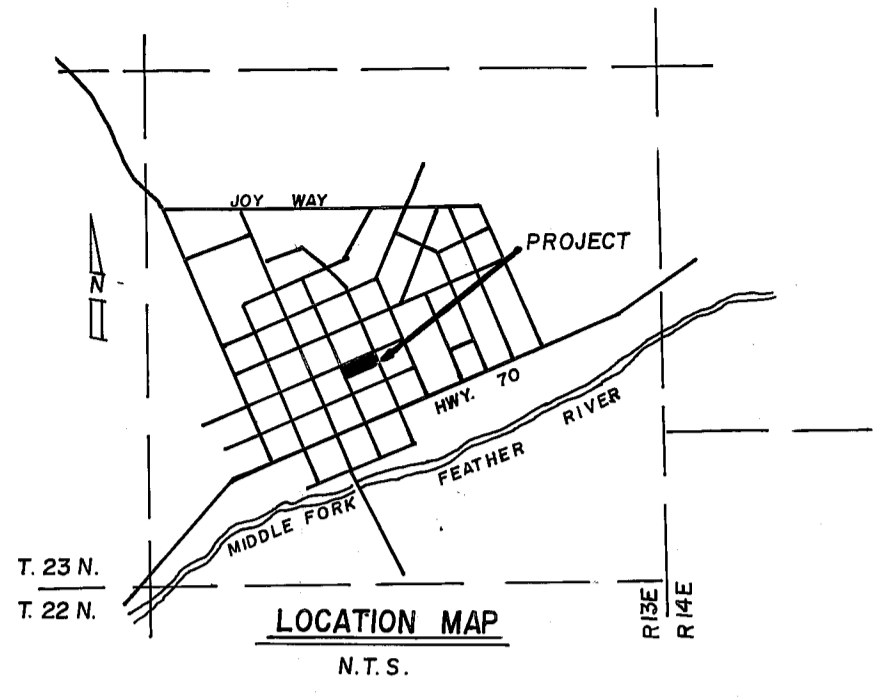 JOY WAY
PROJECT
N
HWY. 70
MIDDLE FORK FEATHER RIVER
T. 23 N.
T. 22 N.
R13E
R14E
LOCATION MAP
N.T.S.